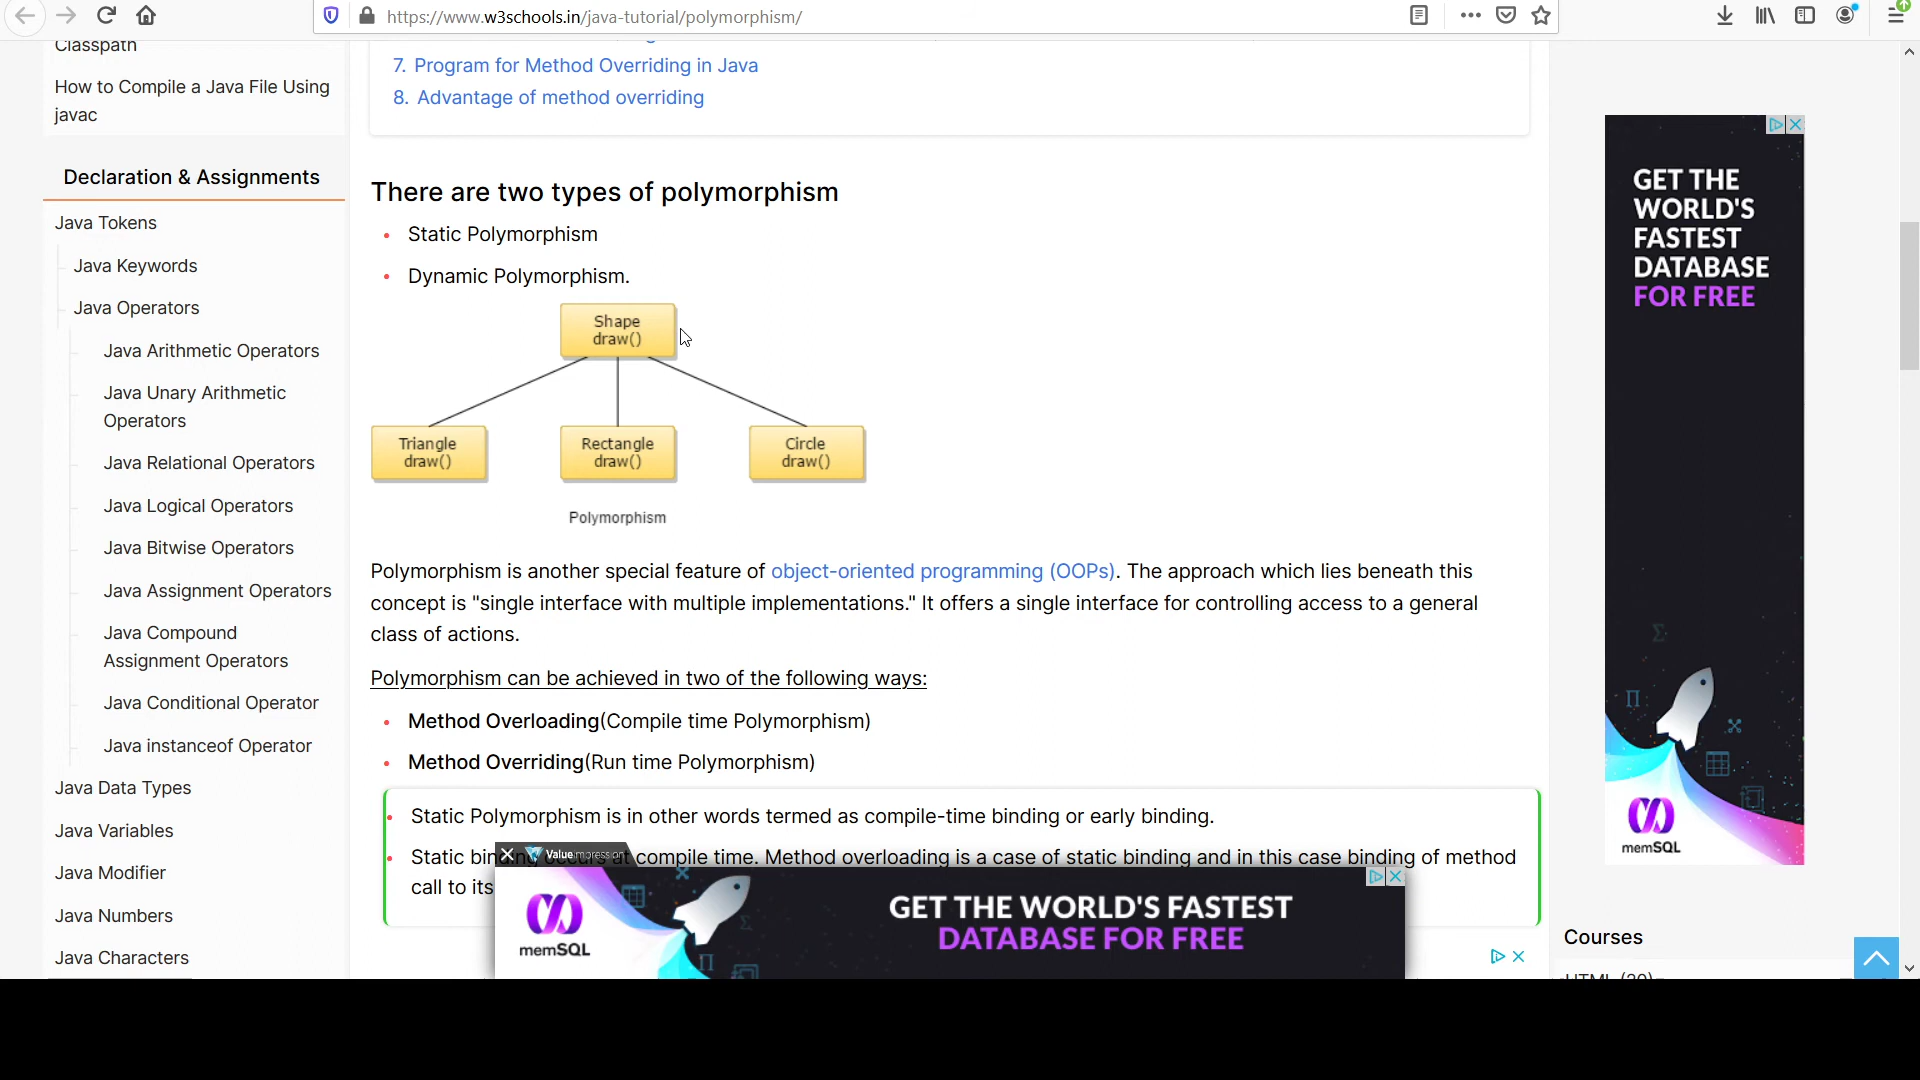 https://www.w3schools.in/java-tutorial/polymorphism/
Classpath
How to Compile a Java File Using
javac
Declaration & Assignments
Java Tokens
Java Keywords
Java Operators
Java Arithmetic Operators
Java Unary Arithmetic
Operators
Java Relational Operators
Java Logical Operators
Java Bitwise Operators
Java Assignment Operators
Java Compound
Assignment Operators
Java Conditional Operator
Java instanceof Operator
Java Data Types
Java Variables
Java Modifier
Java Numbers
Java Characters
7. Program for Method Overriding in Java
8. Advantage of method overriding
There are two types of polymorphism
Static Polymorphism
Dynamic Polymorphism.
Shape
draw()
Triangle
draw()
Rectangle
draw()
Circle
draw()
Polymorphism
Polymorphism is another special feature of object-oriented programming (OOPs). The approach which lies beneath this
concept is "single interface with multiple implementations." It offers a single interface for controlling access to a general
class of actions.
Polymorphism can be achieved in two of the following ways:
Method Overloading(Compile time Polymorphism)
Method Overriding(Run time Polymorphism)
Static Polymorphism is in other words termed as compile-time binding or early binding.
Static binding occurs at compile time. Method overloading is a case of static binding and in this case binding of method
call to its
Valueimpression
memSQL
GET THE WORLD'S FASTEST
DATABASE FOR FREE
GET THE
WORLD'S
FASTEST
DATABASE
FOR FREE
memSQL
Courses
HTML (20)